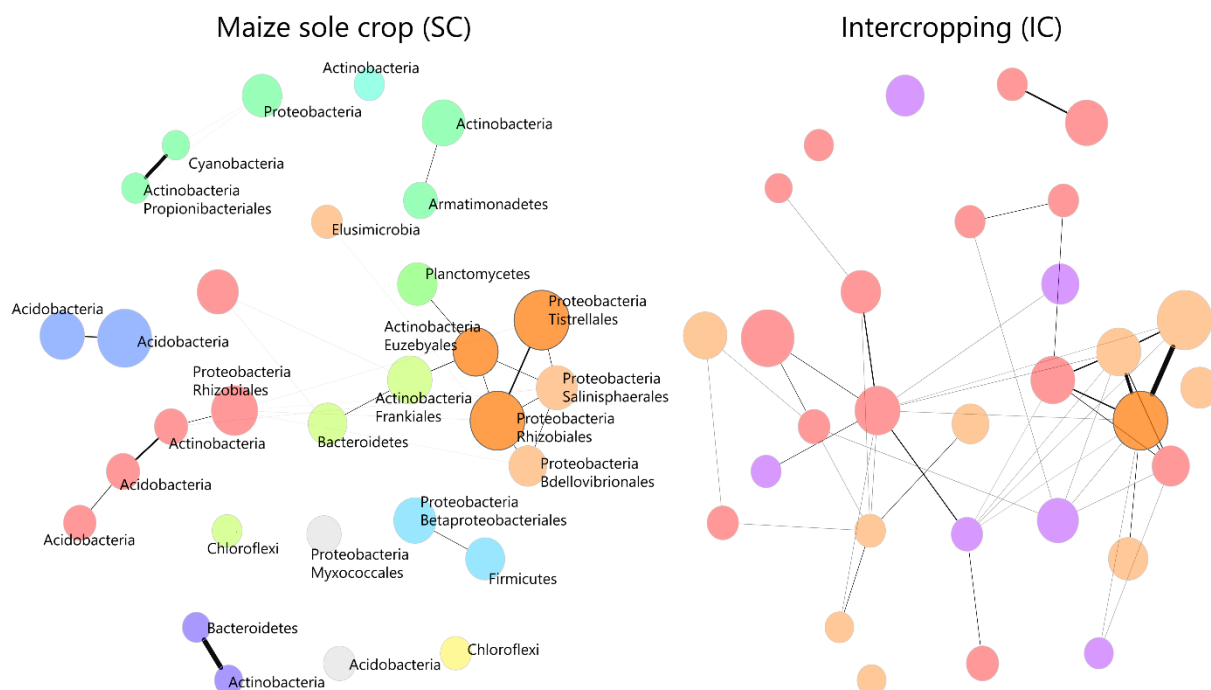 Maize sole crop (SC)
Intercropping (IC)
Actinobacteria
Proteobacteria
Actinobacteria
Cyanobacteria
Actinobacteria
Propionibacteriales
Armatimonadetes
Elusimicrobia
Planctomycetes
Acidobacteria
Acidobacteria
Proteobacteria
Tistrellales
Actinobacteria
Euzebyales
Proteobacteria
Rhizobiales
Proteobacteria
Salinisphaerales
Actinobacteria
Frankiales
Actinobacteria
Bacteroidetes
Proteobacteria
Rhizobiales
Proteobacteria
Bdellovibrionales
Acidobacteria
Acidobacteria
Proteobacteria
Betaproteobacteriales
Chloroflexi
Proteobacteria
Myxococcales
Firmicutes
Bacteroidetes
Acidobacteria
Chloroflexi
Actinobacteria